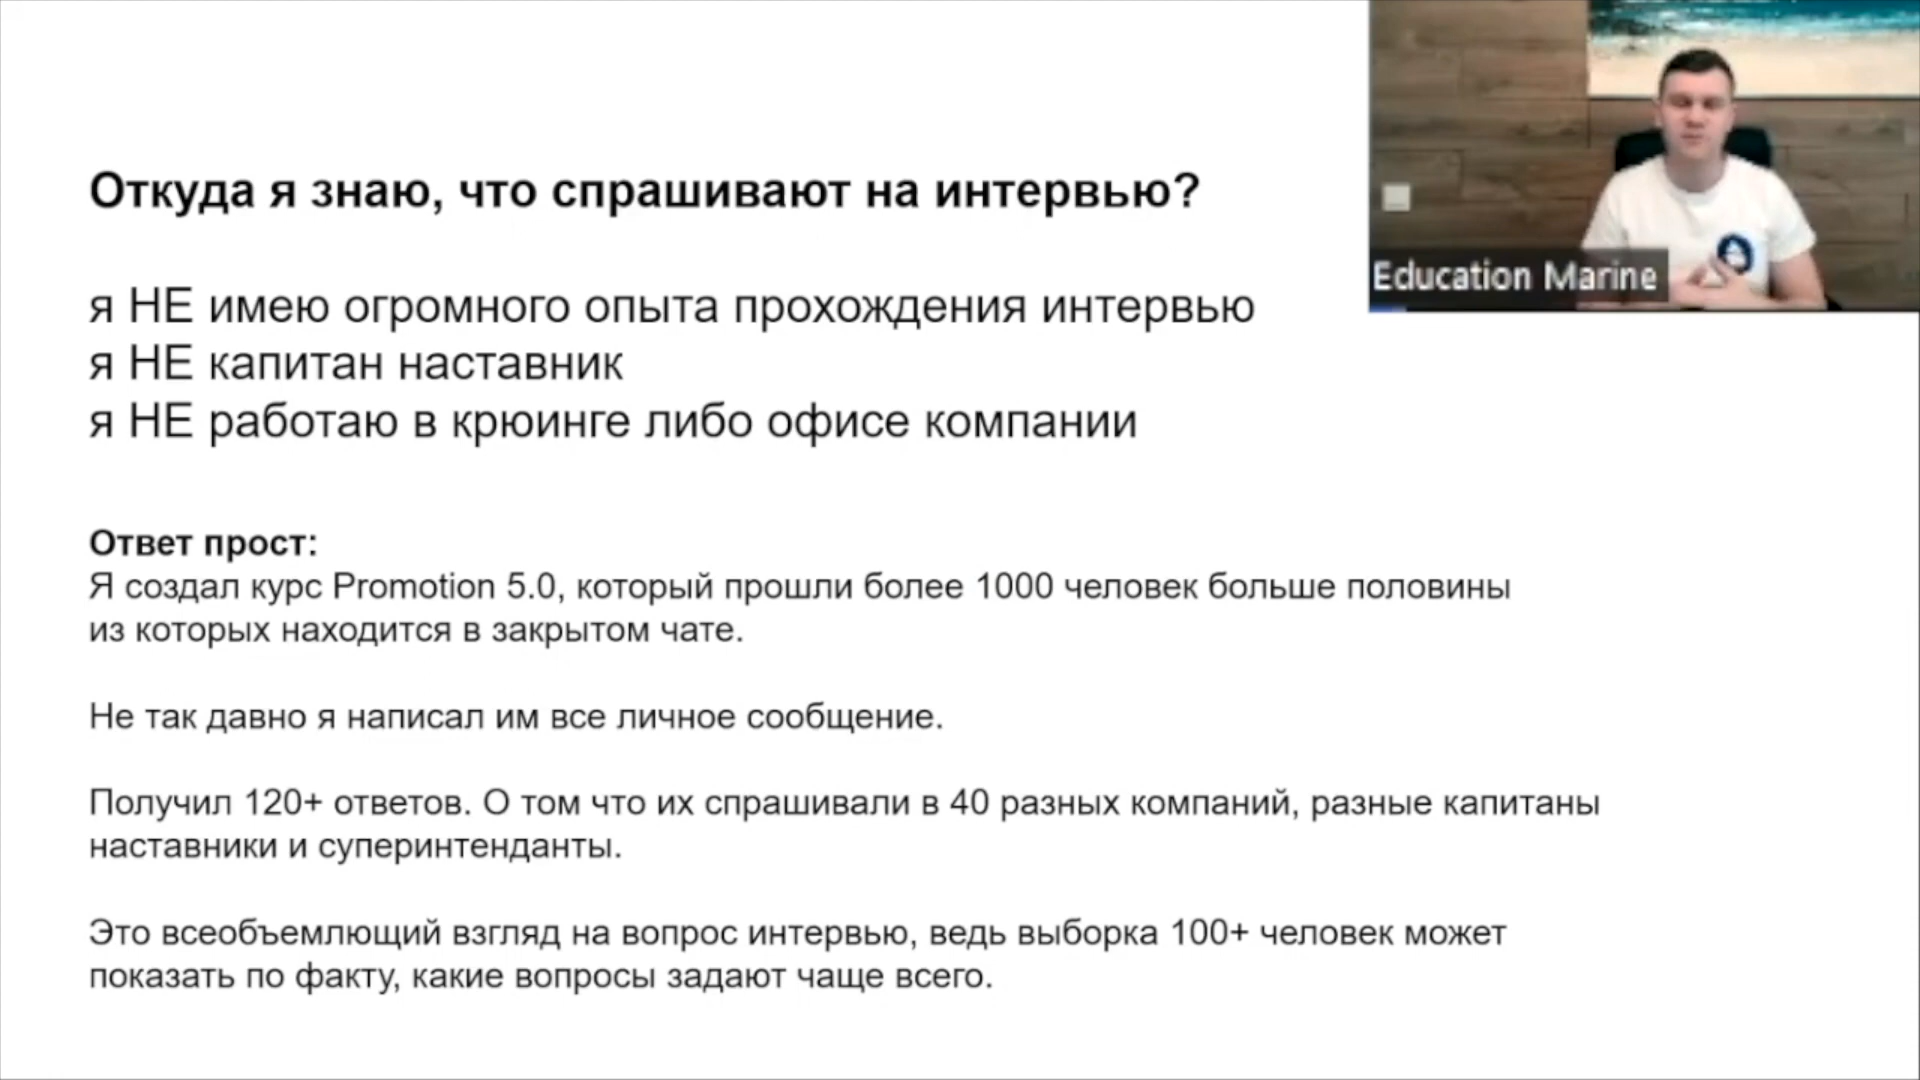 Откуда я знаю, что спрашивают на интервью?
я НЕ имею огромного опыта прохождения интервью
я НЕ капитан наставник
я НЕ работаю в крюинге либо офисе компании
Ответ прост:
Я создал курс Promotion 5.0, который прошли более 1000 человек больше половины
из которых находится в закрытом чате.
Не так давно я написал им все личное сообщение.
Получил 120+ ответов. О том что их спрашивали в 40 разных компаний, разные капитаны
наставники и суперинтенданты.
Это всеобъемлющий взгляд на вопрос интервью, ведь выборка 100+ человек может
показать по факту, какие вопросы задают чаще всего.
Education Marine